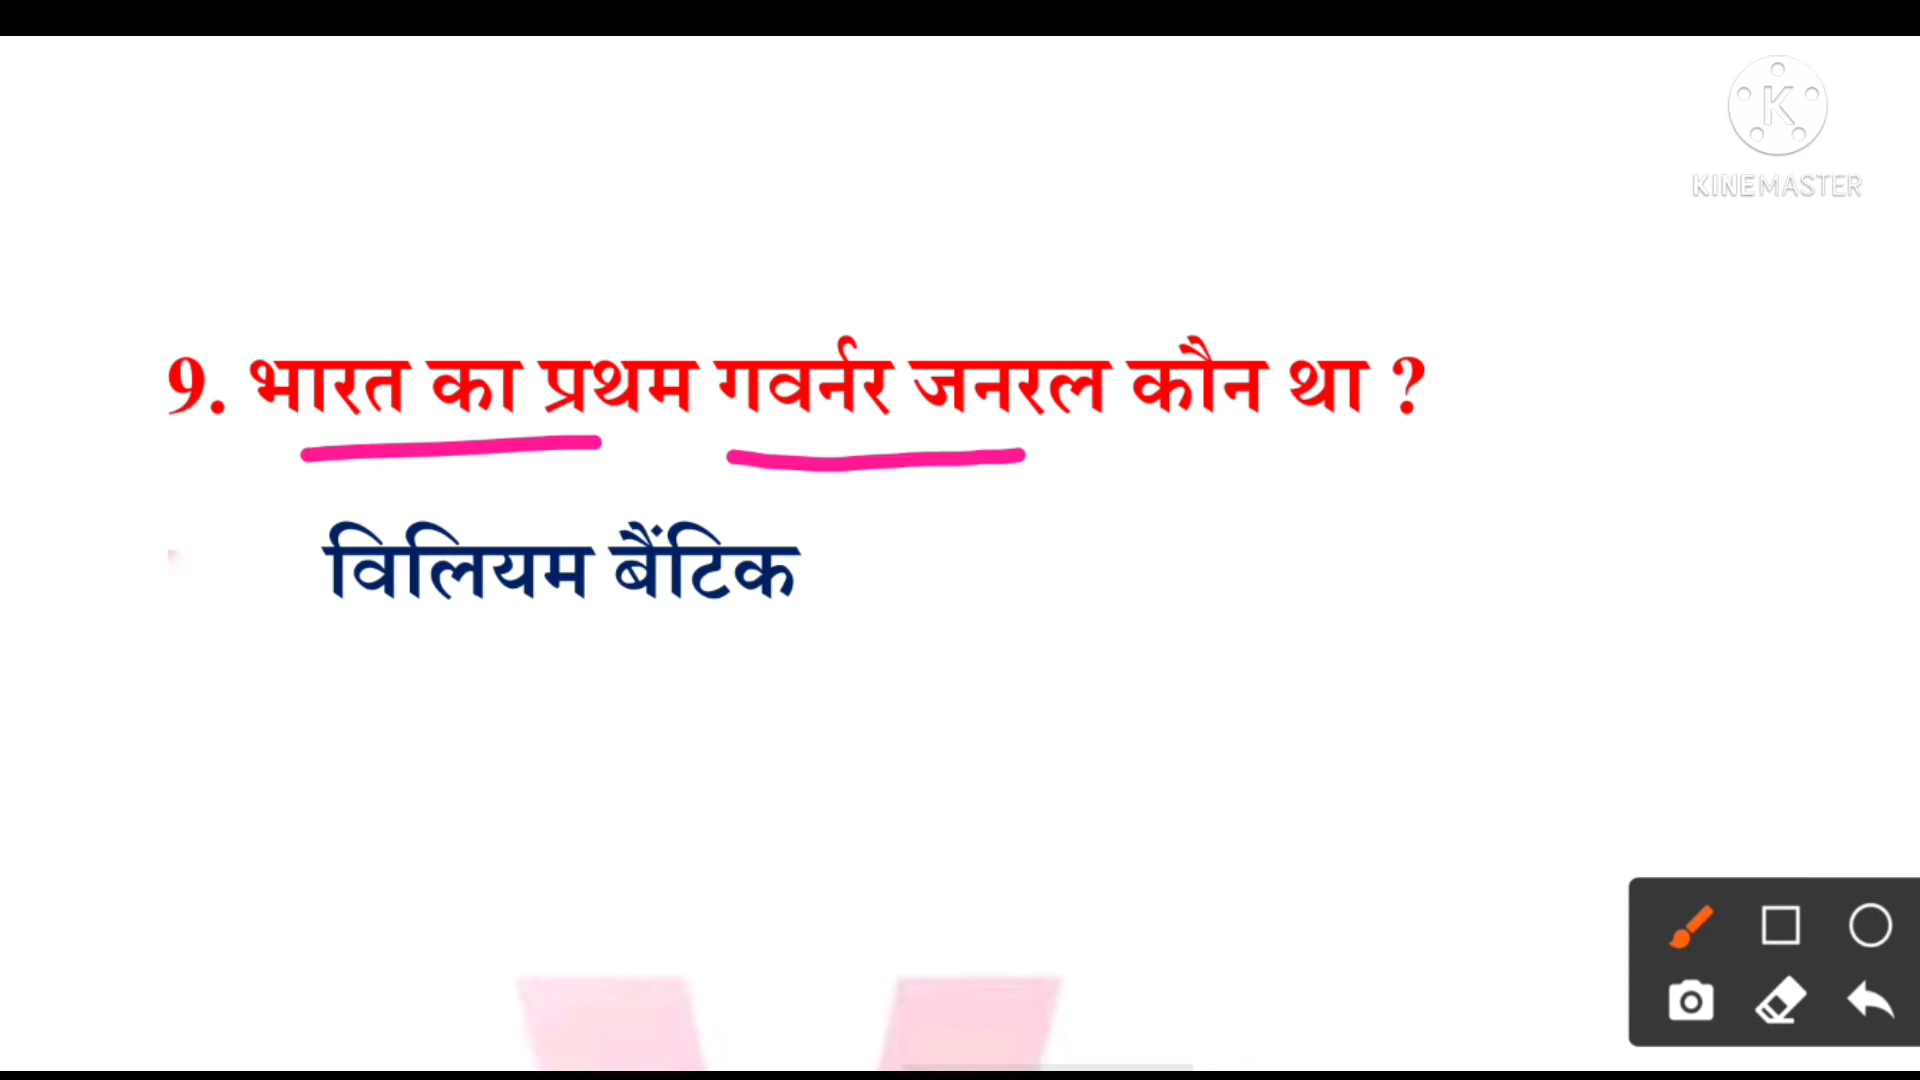 KINEMASTER
9. भारत का प्रथम गवर्नर जनरल कौन था ?
विलियम बैंटिक